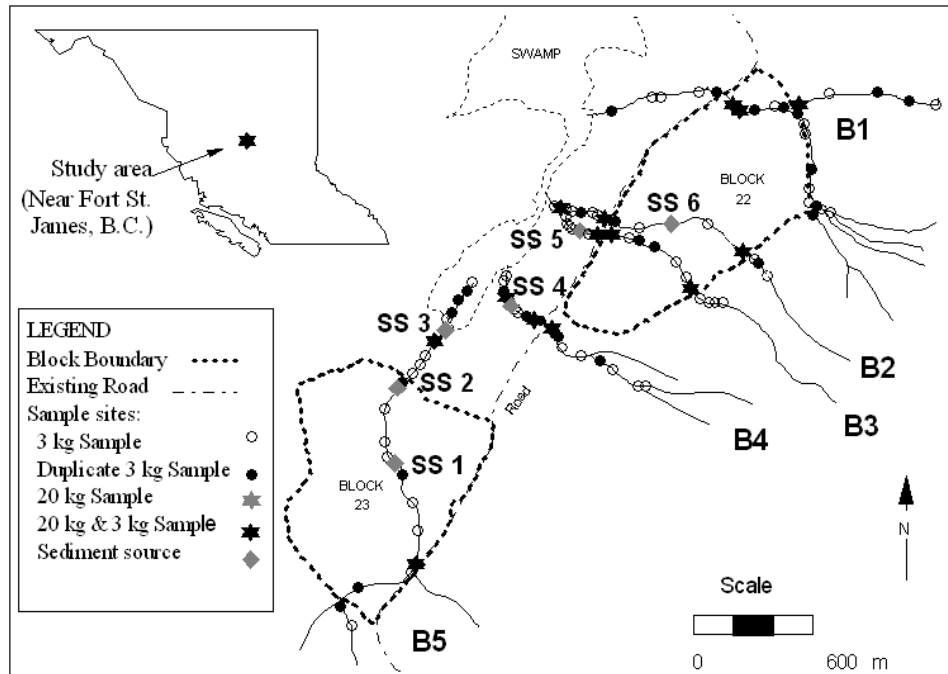 SWAMP
Study area
(Near Fort St.
James, B.C.)
B1
BLOCK
22
SS 6
SS 5
SS 4
SS 3
SS 2
B2
B3
Road
B4
SS 1
BLOCK
23
B5
LEGEND
Block Boundary
Existing Road
Sample sites:
3 kg Sample
Duplicate 3 kg Sample
20 kg Sample
20 kg & 3 kg Sample
Sediment source
N
Scale
0 600 m